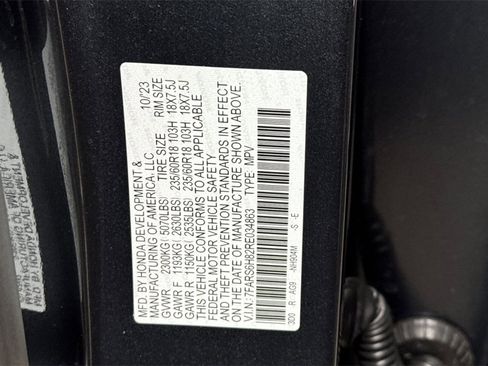 MFD. BY HONDA DEVELOPMENT & 10/23
MANUFACTURING OF AMERICA, LLC
TIRE SIZE RIM SIZE
GVWR 2300KG( 5070LBS)
GAWR F 1193KG( 2630LBS) 235/60R18 103H 18X7.5J
GAWR R 1150KG( 2535LBS) 235/60R18 103H 18X7.5J
THIS VEHICLE CONFORMS TO ALL APPLICABLE
FEDERAL MOTOR VEHICLE SAFETY
AND THEFT PREVENTION STANDARDS IN EFFECT
ON THE DATE OF MANUFACTURE SHOWN ABOVE.
V.I.N.: 7FARS6H82RE034863 TYPE: MPV
300 R -NH904M -S -E